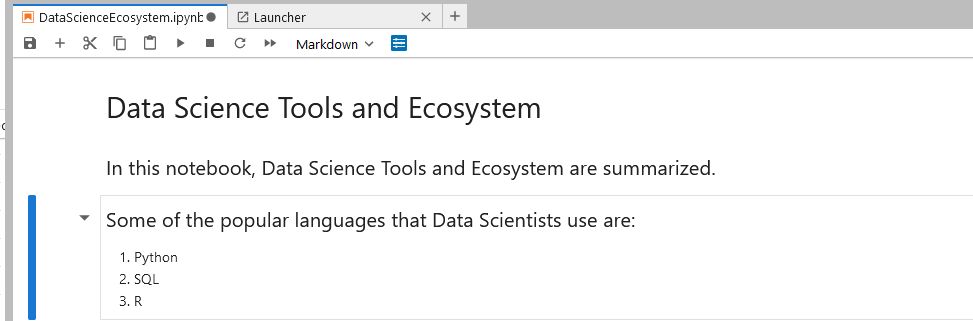 DataScienceEcosystem.ipynb
Launcher
Markdown
Data Science Tools and Ecosystem
In this notebook, Data Science Tools and Ecosystem are summarized.
Some of the popular languages that Data Scientists use are:
1. Python
2. SQL
3. R